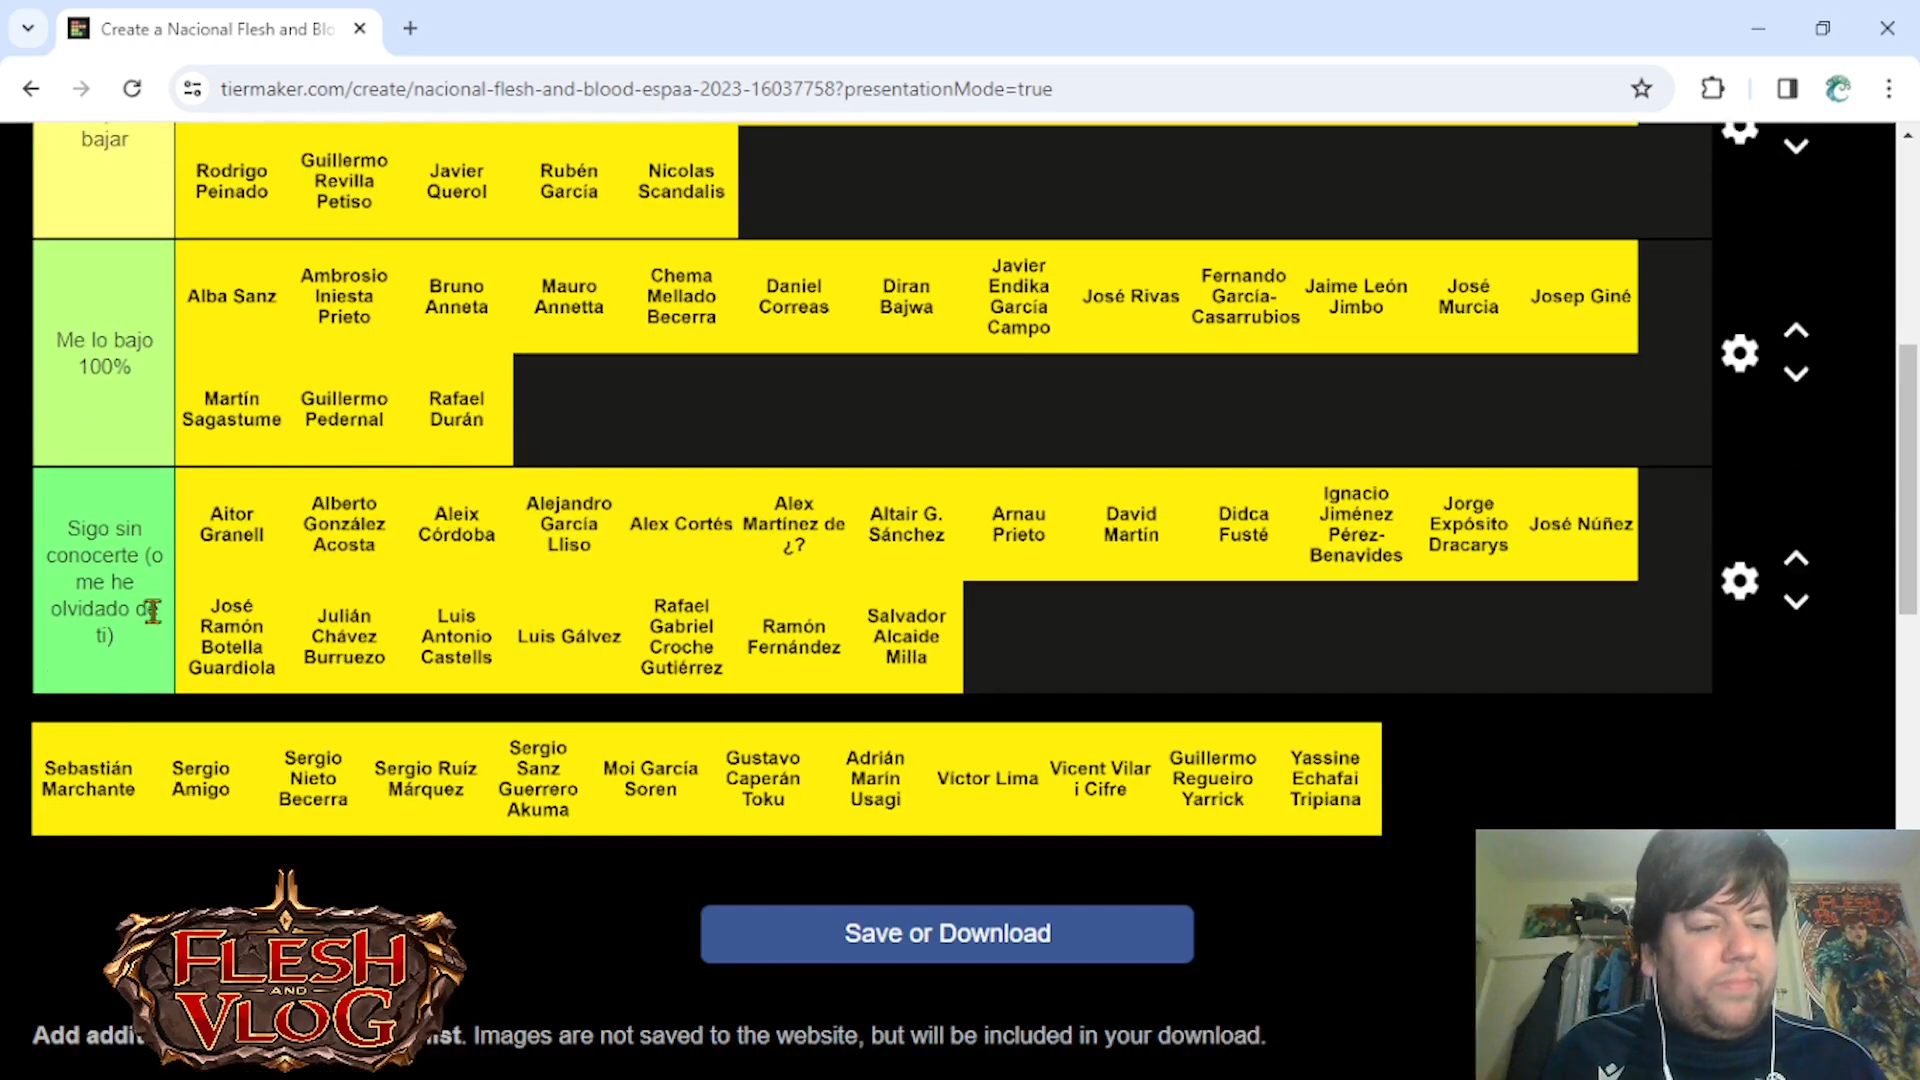 Create a Nacional Flesh and Blo
tiermaker.com/create/nacional-flesh-and-blood-espaa-2023-16037758?presentationMode=true
bajar
Rodrigo
Peinado
Guillermo
Revilla
Petiso
Javier
Querol
Rubén
García
Nicolas
Scandalis
Me lo bajo
100%
Alba Sanz
Ambrosio
Iniesta
Prieto
Bruno
Anneta
Mauro
Annetta
Chema
Mellado
Becerra
Daniel
Correas
Diran
Bajwa
Javier
Endika
García
Campo
José Rivas
Fernando
García-
Casarrubios
Jaime León
Jimbo
José
Murcia
Josep Giné
Martín
Sagastume
Guillermo
Pedernal
Rafael
Durán
Sigo sin
conocerte (o
me he
olvidado de
ti)
Aitor
Granell
Alberto
González
Acosta
Aleix
Córdoba
Alejandro
García
Lliso
Alex Cortés
Alex
Martínez de
¿?
Altair G.
Sánchez
Arnau
Prieto
David
Martín
Didca
Fusté
Ignacio
Jiménez
Pérez-
Benavides
Jorge
Expósito
Dracarys
José Núñez
José
Ramón
Botella
Guardiola
Julián
Chávez
Burruezo
Luis
Antonio
Castells
Luis Gálvez
Rafael
Gabriel
Croche
Gutiérrez
Ramón
Fernández
Salvador
Alcaide
Milla
Sebastián
Marchante
Sergio
Amigo
Sergio
Nieto
Becerra
Sergio Ruíz
Márquez
Sergio
Sanz
Guerrero
Akuma
Moi García
Soren
Gustavo
Caperán
Toku
Adrián
Marín
Usagi
Víctor Lima
Vicent Vilar
i Cifre
Guillermo
Regueiro
Yarrick
Yassine
Echafai
Tripiana
FLESH
AND
VLOG
Save or Download
Add addi
list. Images are not saved to the website, but will be included in your download.